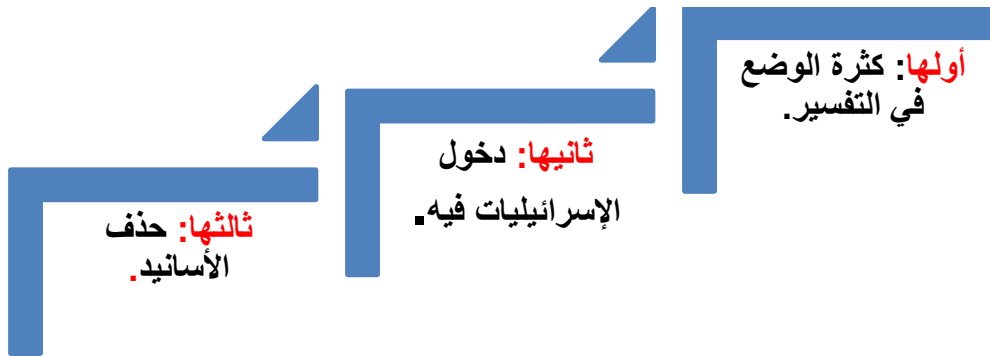 أولها: كثرة الوضع
في التفسير.
ثانيها: دخول
الإسرائيليات فيه.
ثالثها: حذف
الأسانيد.